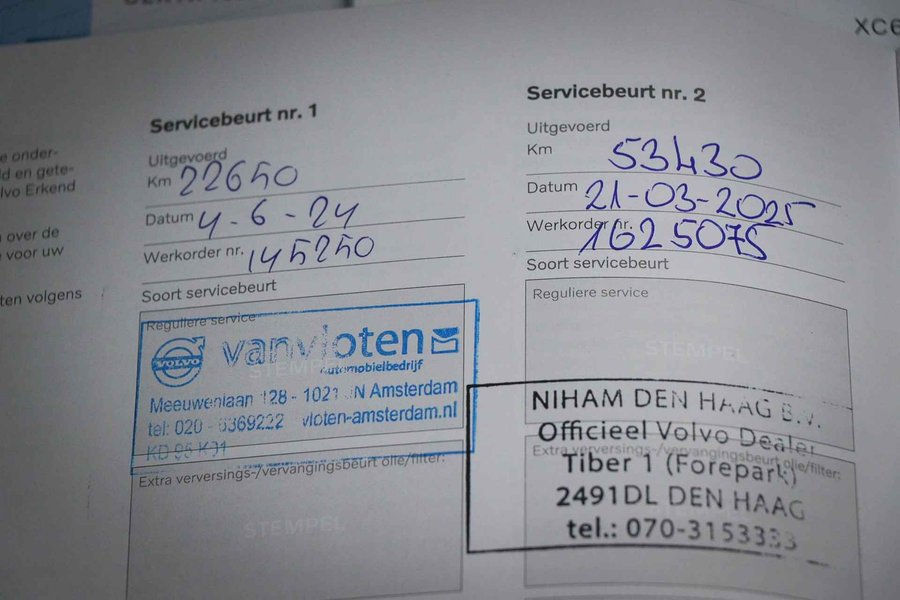 XC6
e onder-
ld en gete-
lvo Erkend
over de
voor uw
ten volgens
Servicebeurt nr. 1
Uitgevoerd
Km 22650
Datum 4-6-24
Werkorder nr. 145250
Soort servicebeurt
Reguliere service
STEMPEL
VOLVO
vanvloten
Automobielbedrijf
Meeuwenlaan 128 - 1021 JN Amsterdam
tel: 020 - 6369222 vloten-amsterdam.nl
Extra verversings-/vervangingsbeurt olie/filter:
STEMPEL
Servicebeurt nr. 2
Uitgevoerd
Km 53430
Datum 21-03-2025
Werkorder nr. 1625075
Soort servicebeurt
Reguliere service
STEMPEL
NIHAM DEN HAAG B.V.
Officieel Volvo Dealer
Extra verversings-/vervangingsbeurt olie/filter:
Tiber 1 (Forepark)
2491DL DEN HAAG
tel.: 070-3153333